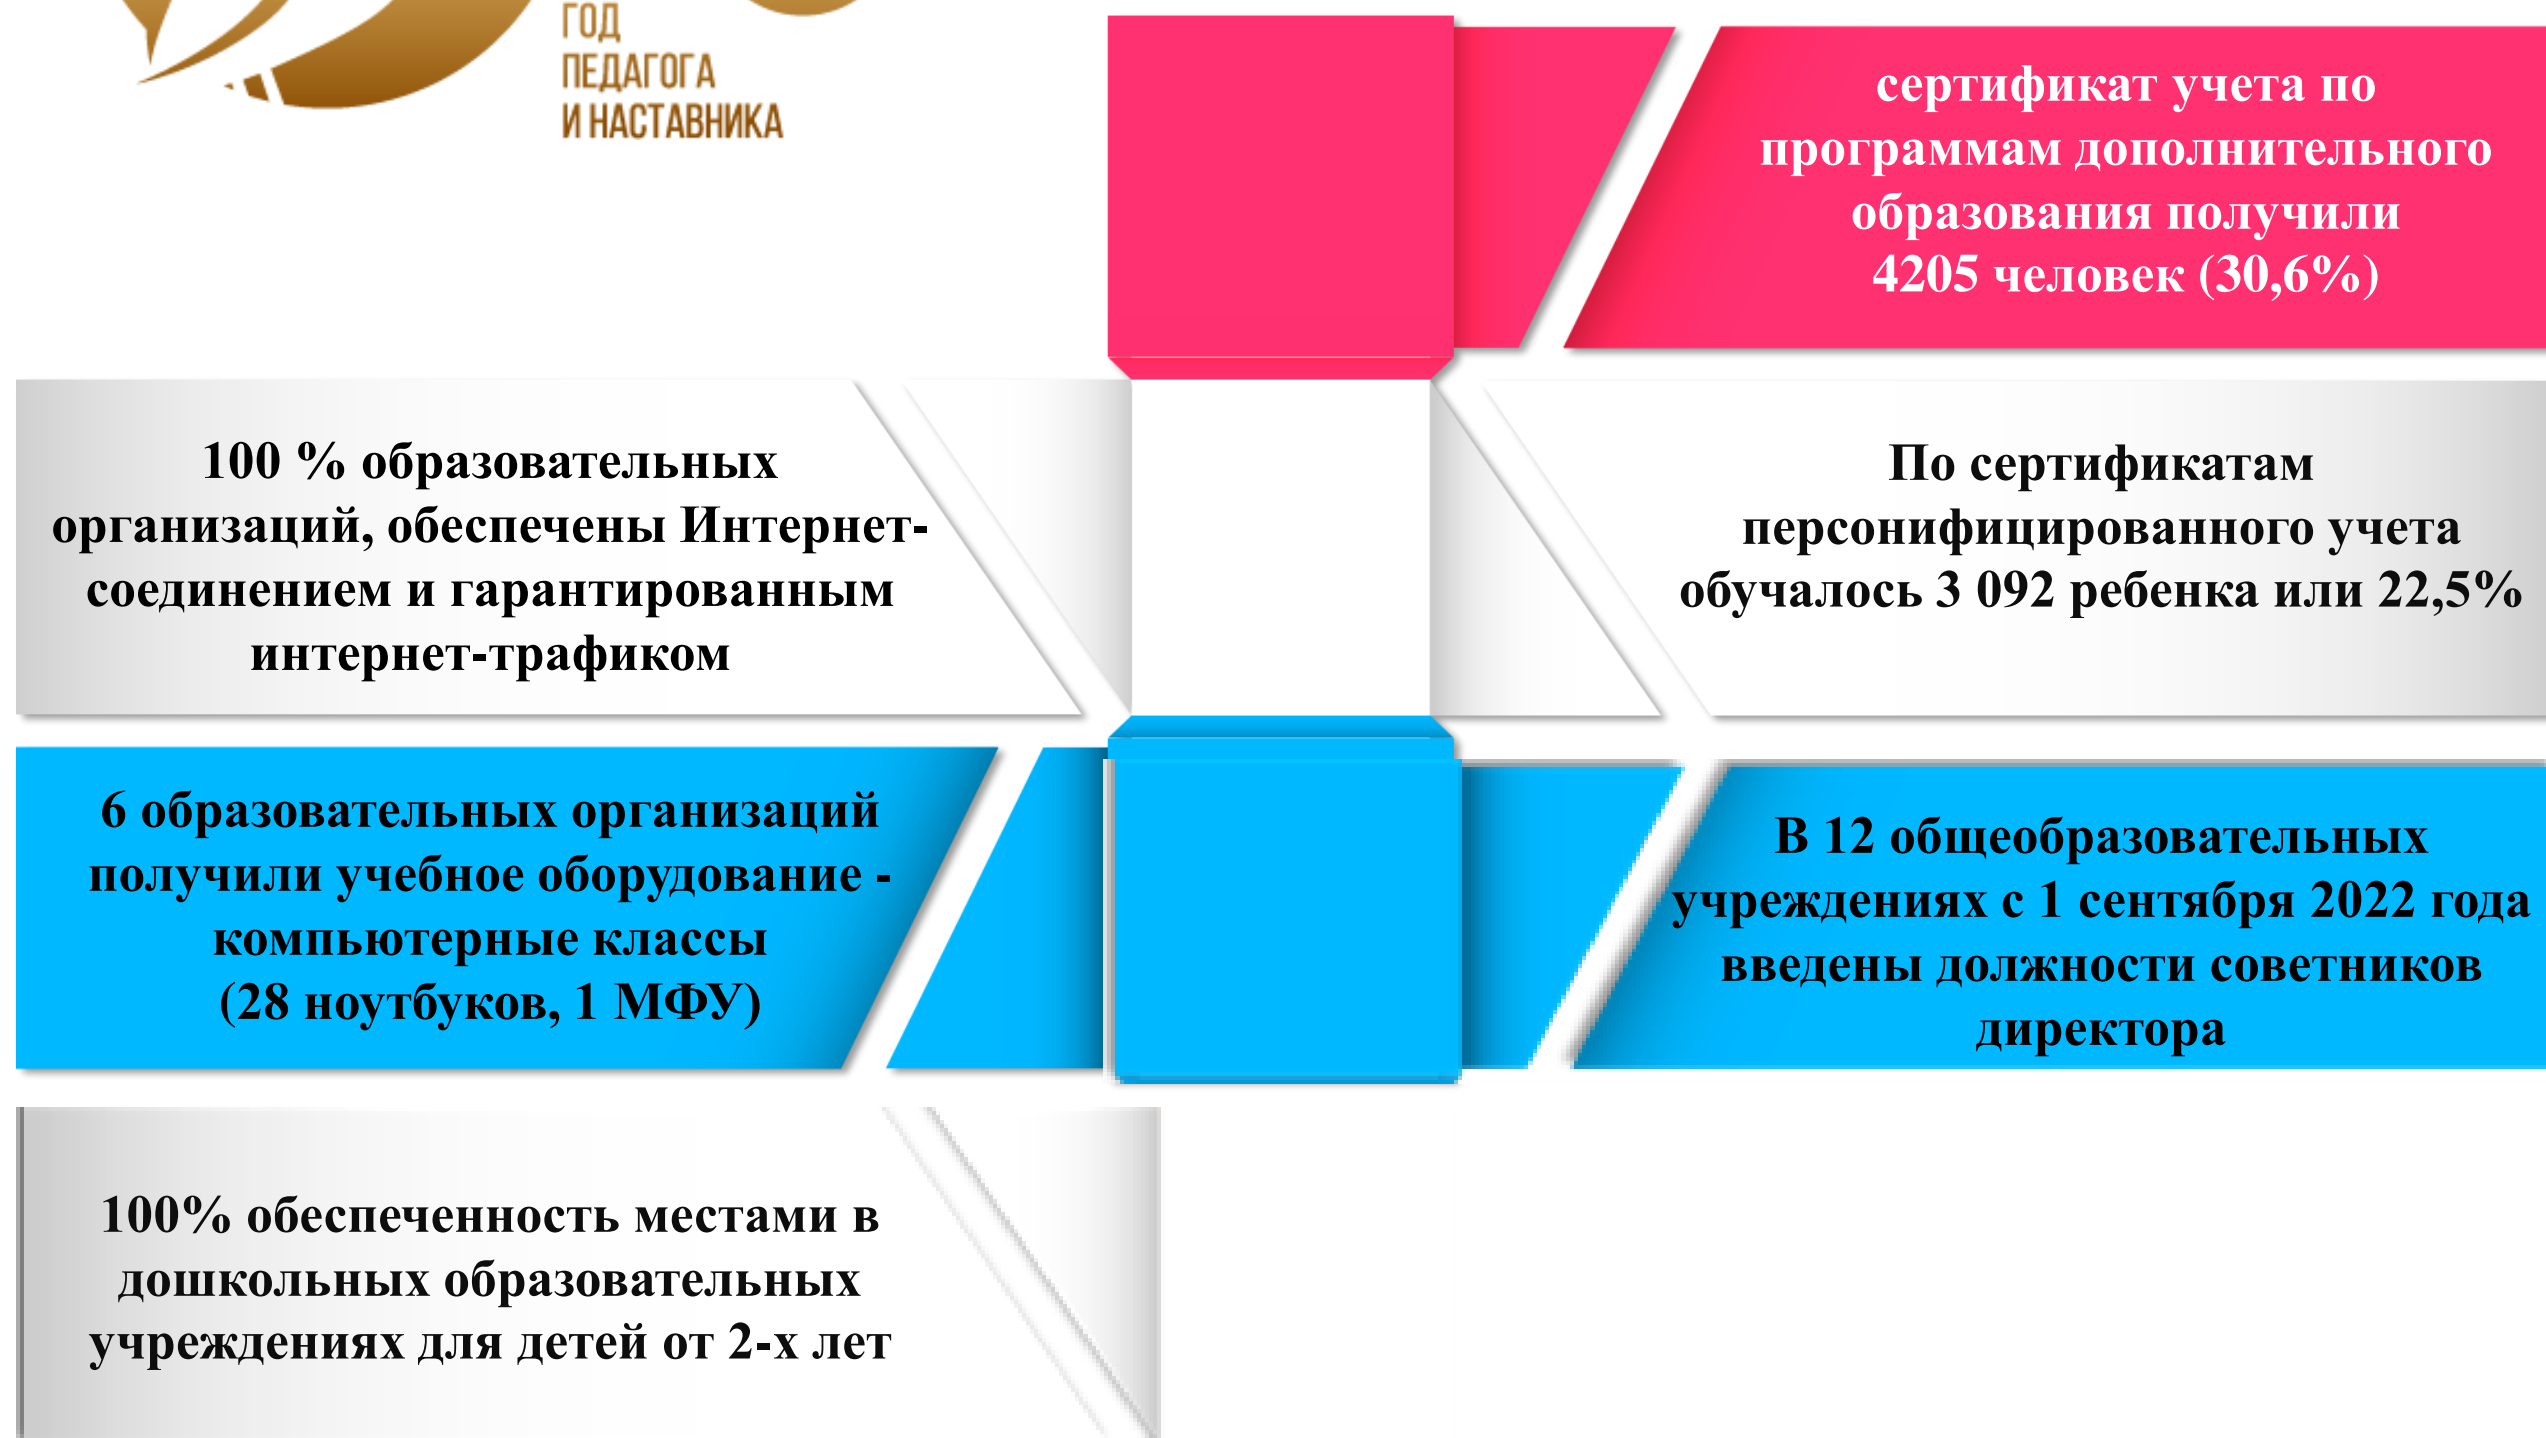 ГОД
ПЕДАГОГА
И НАСТАВНИКА
сертификат учета по
программам дополнительного
образования получили
4205 человек (30,6%)
100 % образовательных
организаций, обеспечены Интернет-
соединением и гарантированным
интернет-трафиком
По сертификатам
персонифицированного учета
обучалось 3 092 ребенка или 22,5%
6 образовательных организаций
получили учебное оборудование -
компьютерные классы
(28 ноутбуков, 1 МФУ)
В 12 общеобразовательных
учреждениях с 1 сентября 2022 года
введены должности советников
директора
100% обеспеченность местами в
дошкольных образовательных
учреждениях для детей от 2-х лет